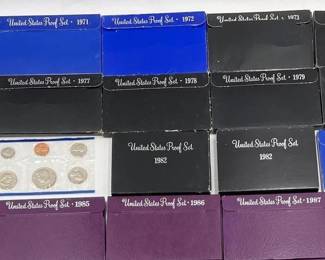 United States Proof Set · 1971
United States Proof Set · 1972
United States Proof Set · 1973
United States Proof Set · 1977
United States Proof Set · 1978
United States Proof Set · 1979
United States Proof Set
1982
United States Proof Set
1982
United States Proof Set · 1985
United States Proof Set · 1986
United States Proof Set · 1987